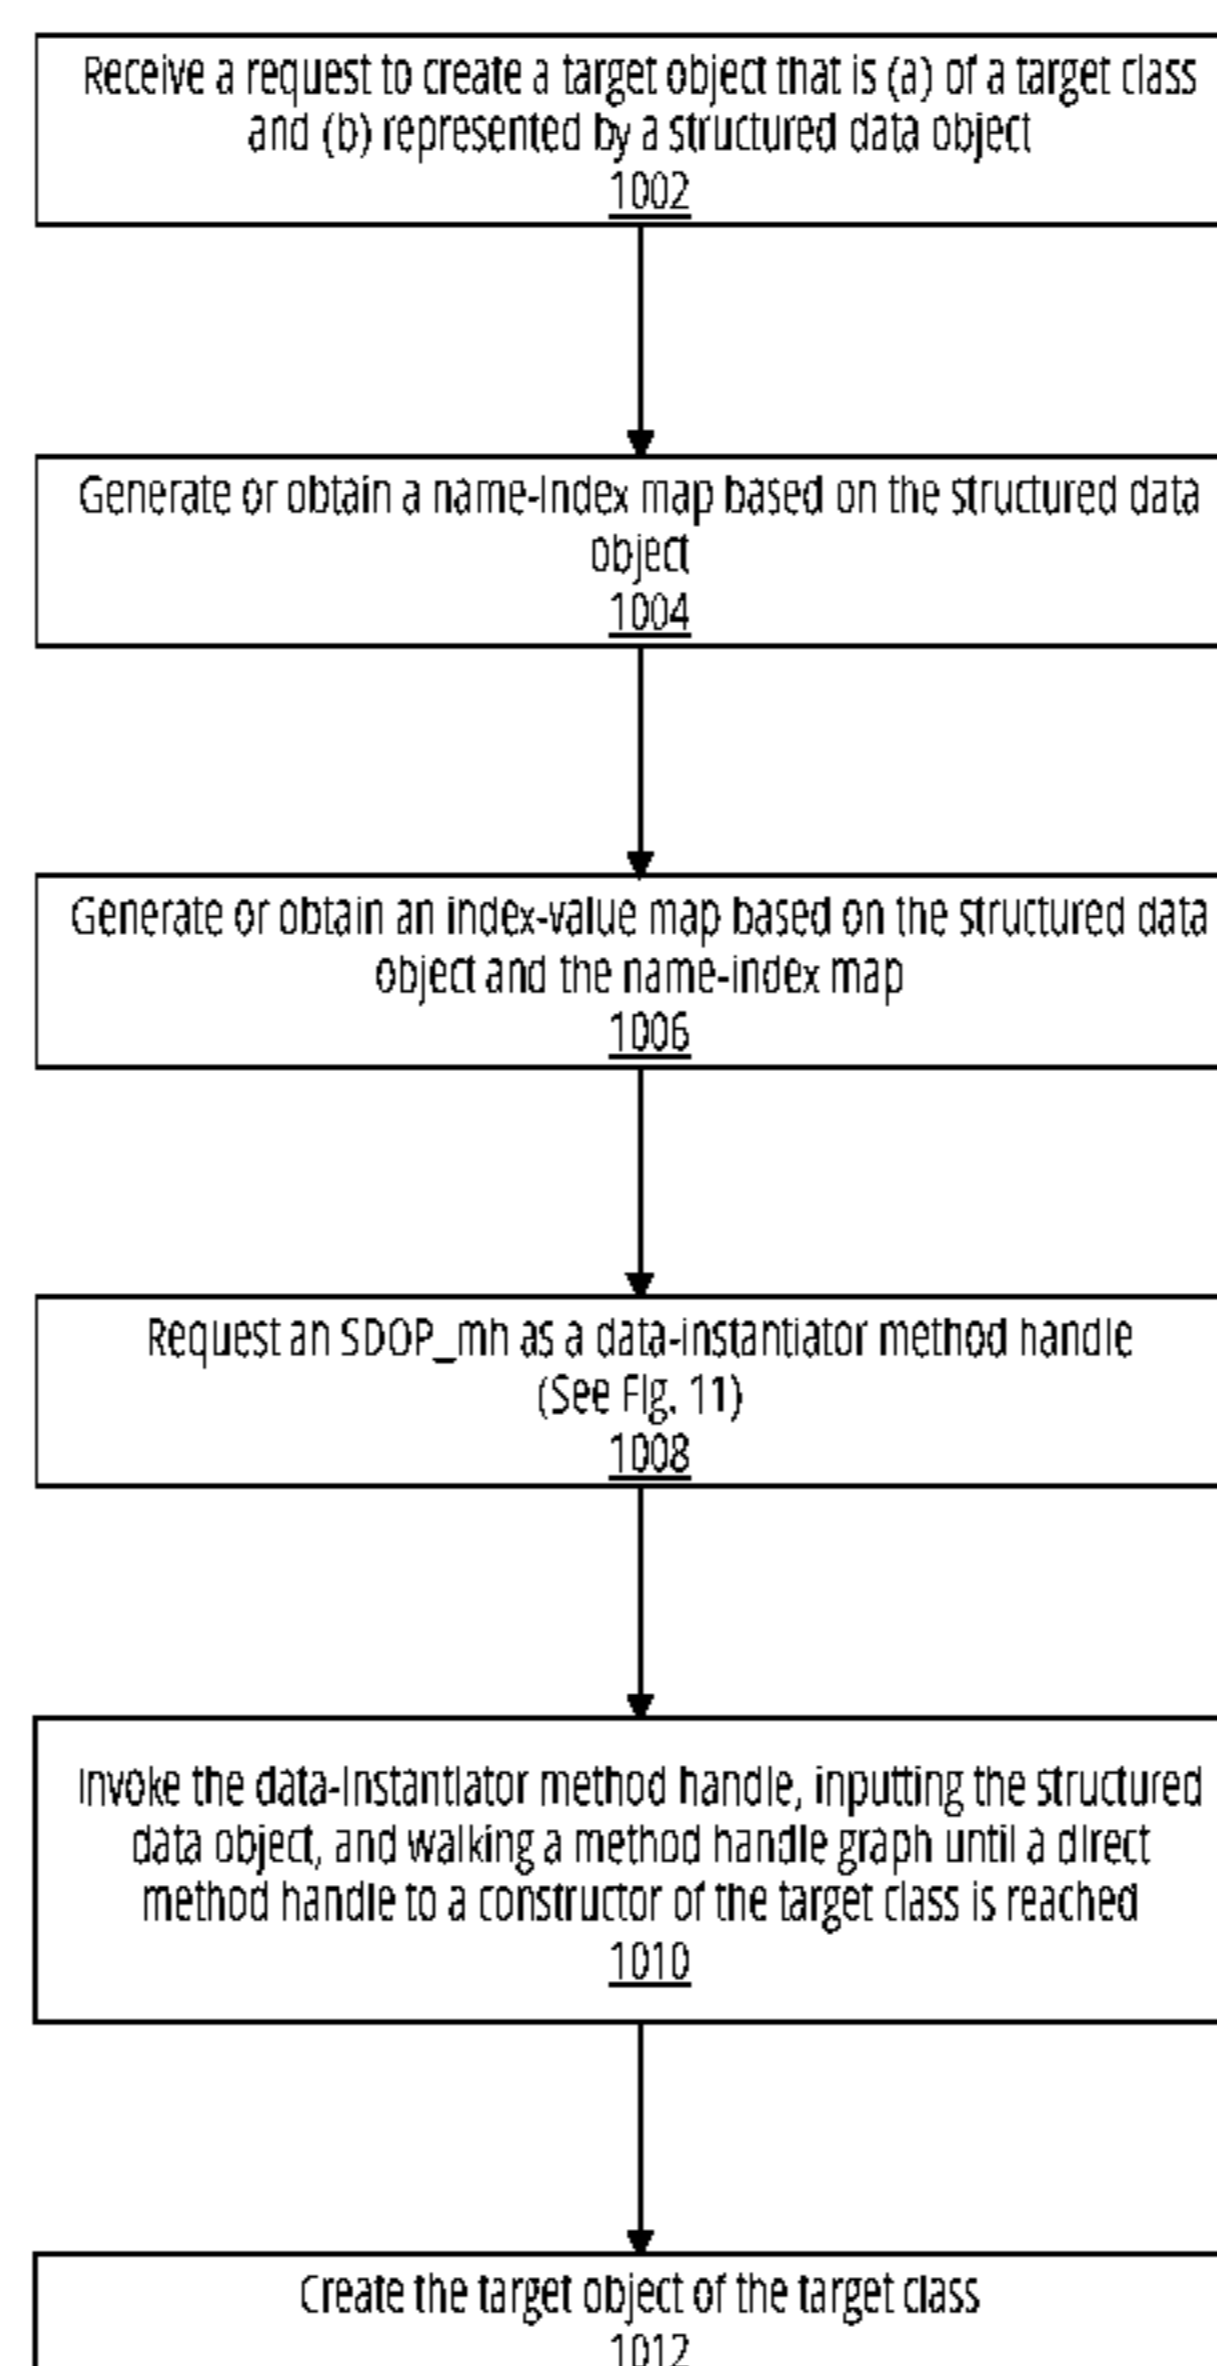 Receive a request to create a target object that is (a) of a target class
and (b) represented by a structured data object
1002
Generate or obtain a name-index map based on the structured data
object
1004
Generate or obtain an index-value map based on the structured data
object and the name-index map
1006
Request an SDOP_mh as a data-instantiator method handle
(See Fig. 11)
1008
Invoke the data-instantiator method handle, inputting the structured
data object, and walking a method handle graph until a direct
method handle to a constructor of the target class is reached
1010
Create the target object of the target class
1012